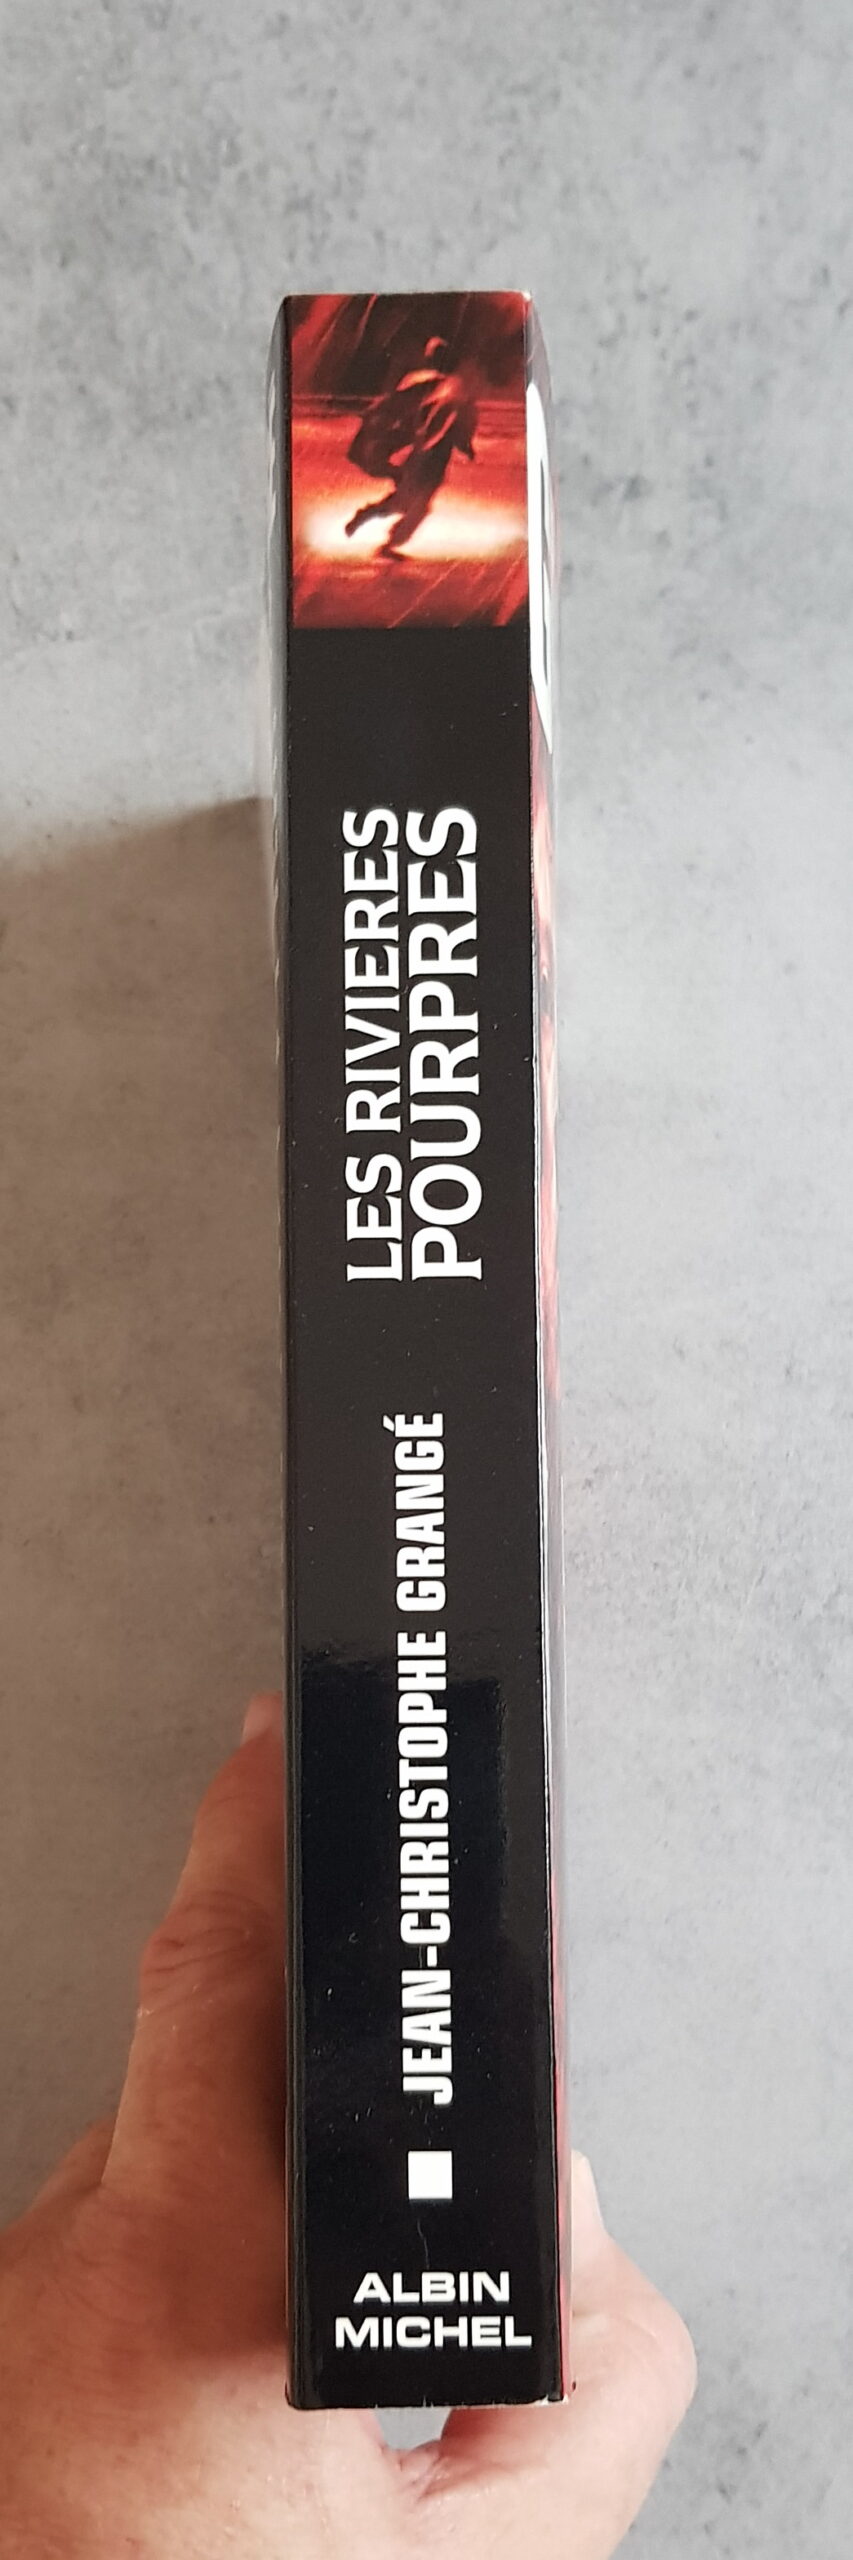 LES RIVIERES
POURPRES
JEAN-CHRISTOPHE GRANGÉ
ALBIN
MICHEL